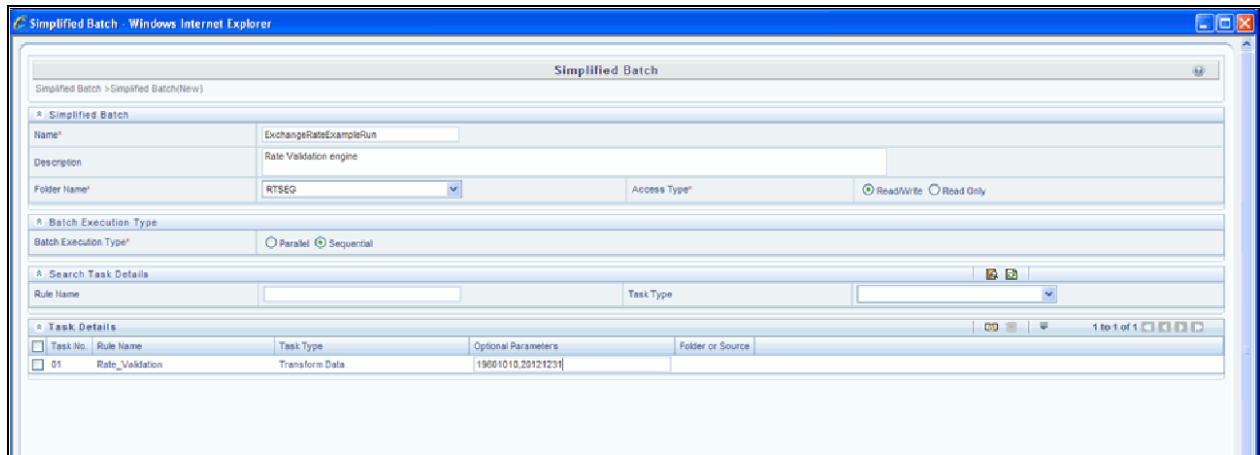 Simplified Batch - Windows Internet Explorer
Simplified Batch
Simplified Batch >Simplified Batch(New)
Simplified Batch
Name* ExchangeRateExampleRun
Description Rate Validation engine
Folder Name* RTSEG Access Type* Read/Write Read Only
Batch Execution Type
Batch Execution Type* Parallel Sequential
Search Task Details
Rule Name Task Type
Task Details 1 to 1 of 1
Task No. Rule Name Task Type Optional Parameters Folder or Source
01 Rate_Validation Transform Data 19601010,20121231